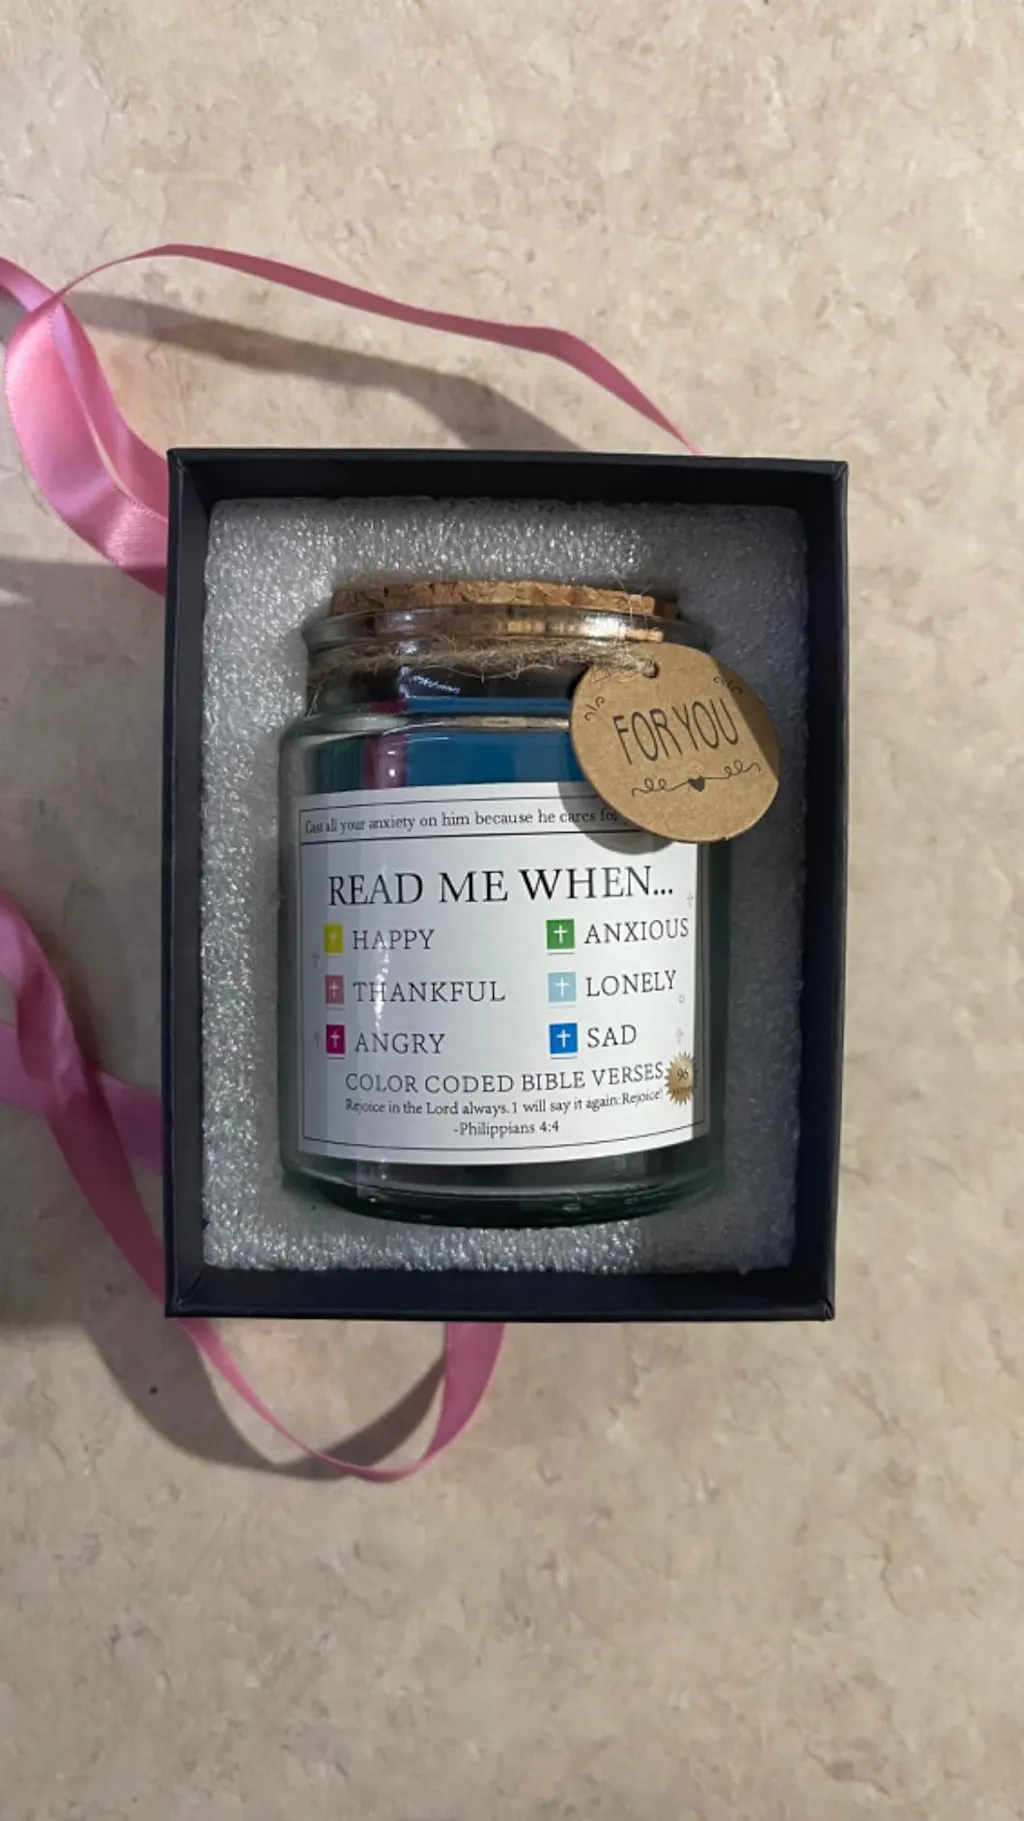 FOR YOU
Cast all your anxiety on him because he cares for
READ ME WHEN...
HAPPY
ANXIOUS
THANKFUL
LONELY
ANGRY
SAD
COLOR CODED BIBLE VERSES
96
Rejoice in the Lord always. I will say it again: Rejoice!
-Philippians 4:4